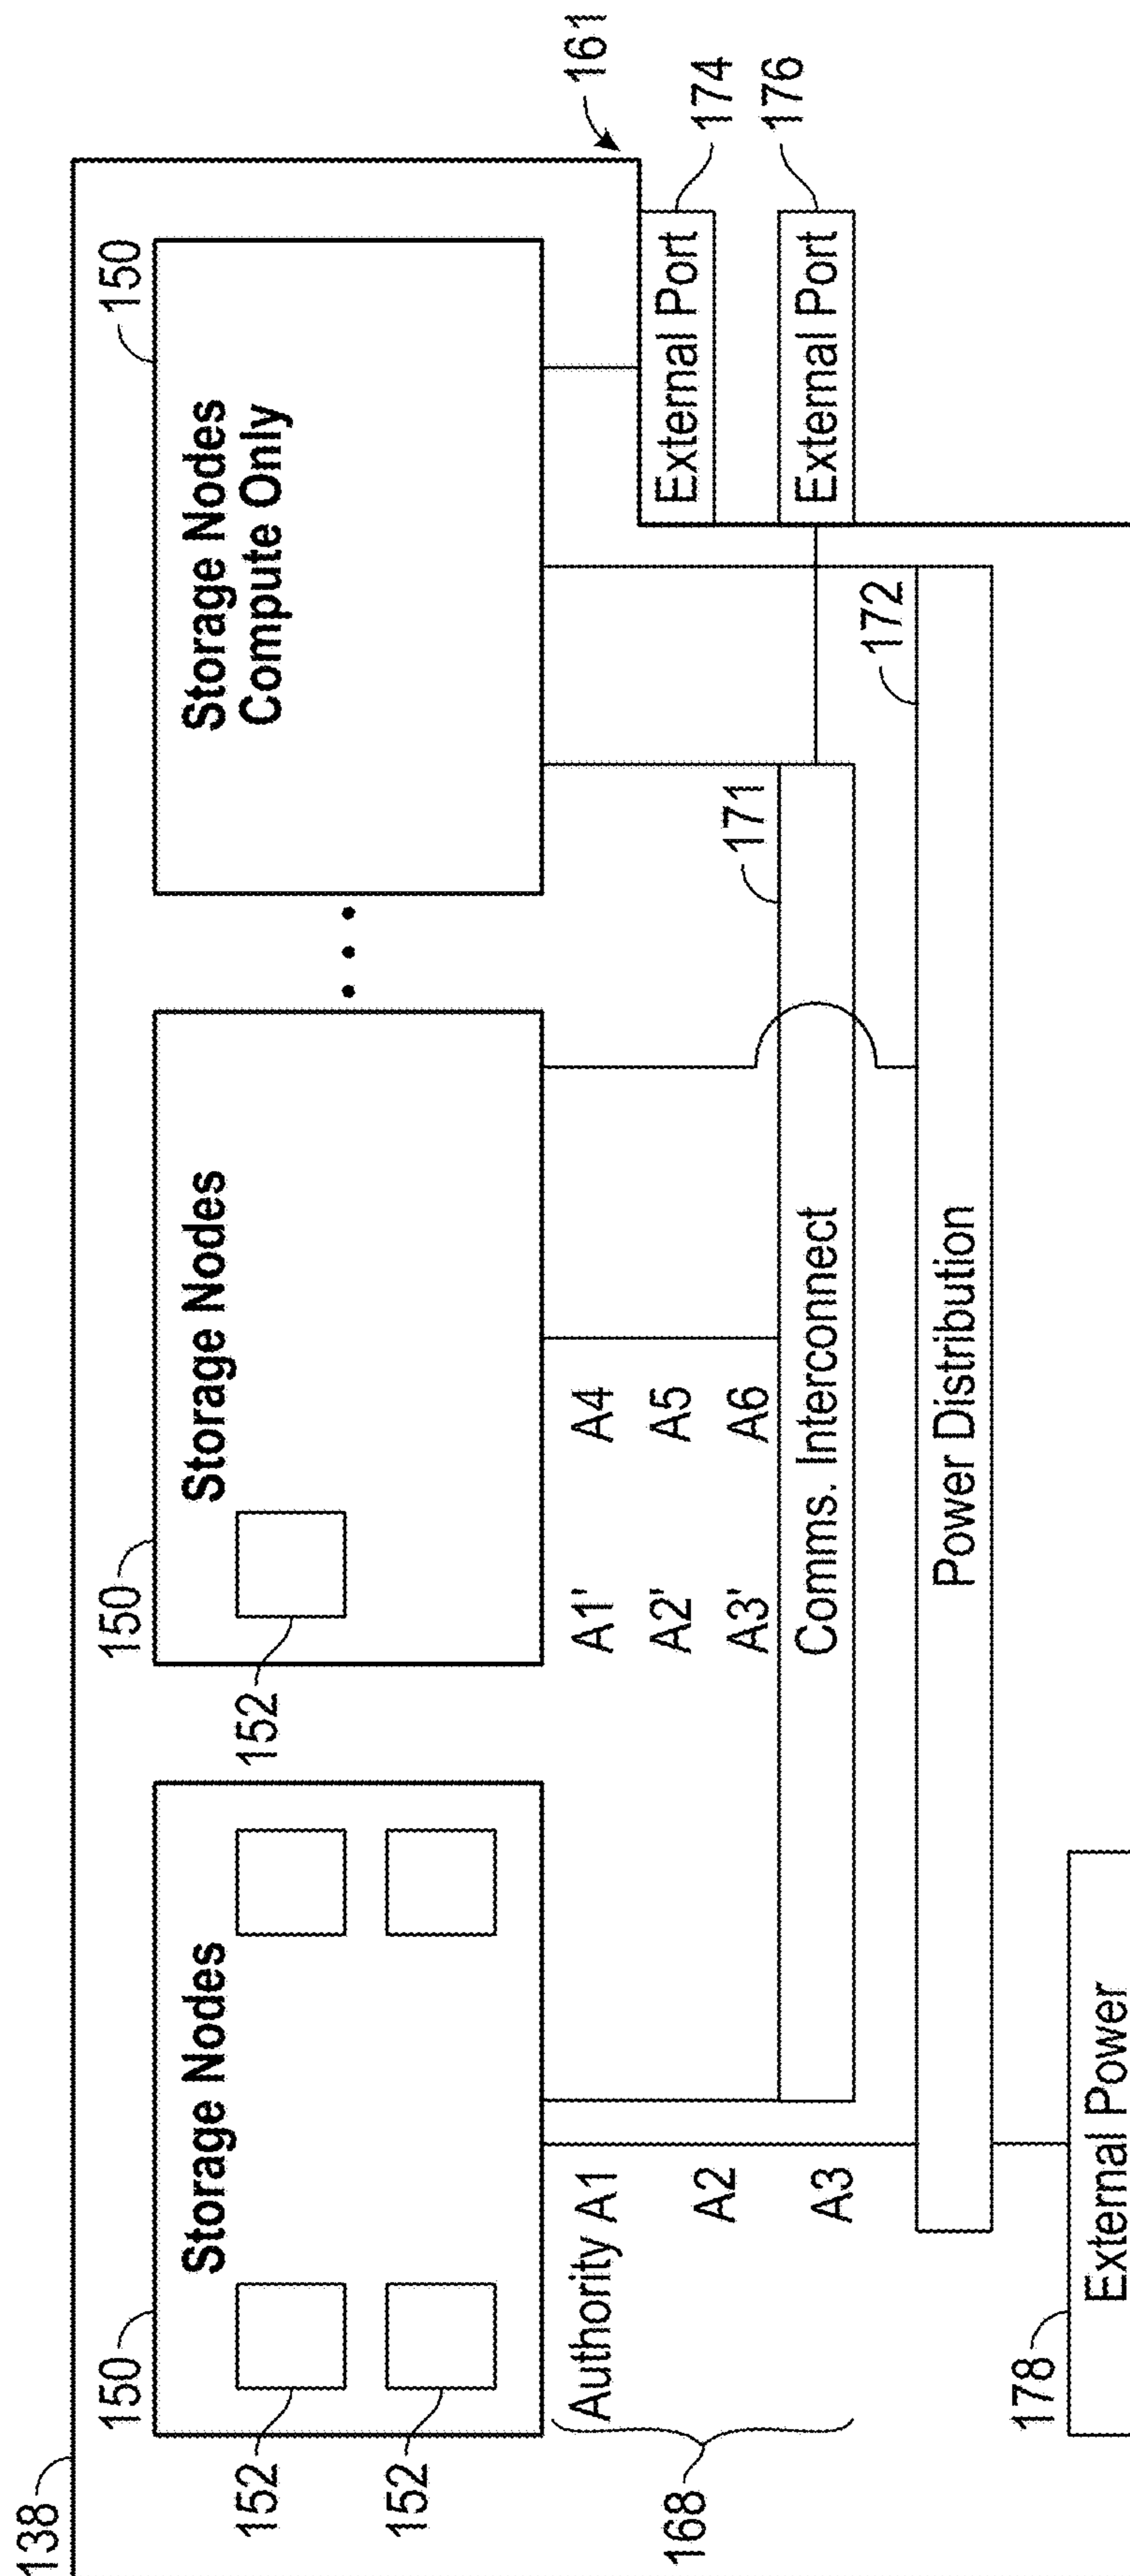 138
161
150
150
150
Storage Nodes
Storage Nodes
Storage Nodes
Compute Only
152
152
152
168
Authority A1
A2
A3
A1'
A2'
A3'
A4
A5
A6
171
Comms. Interconnect
172
Power Distribution
External Port
174
External Port
176
178
External Power